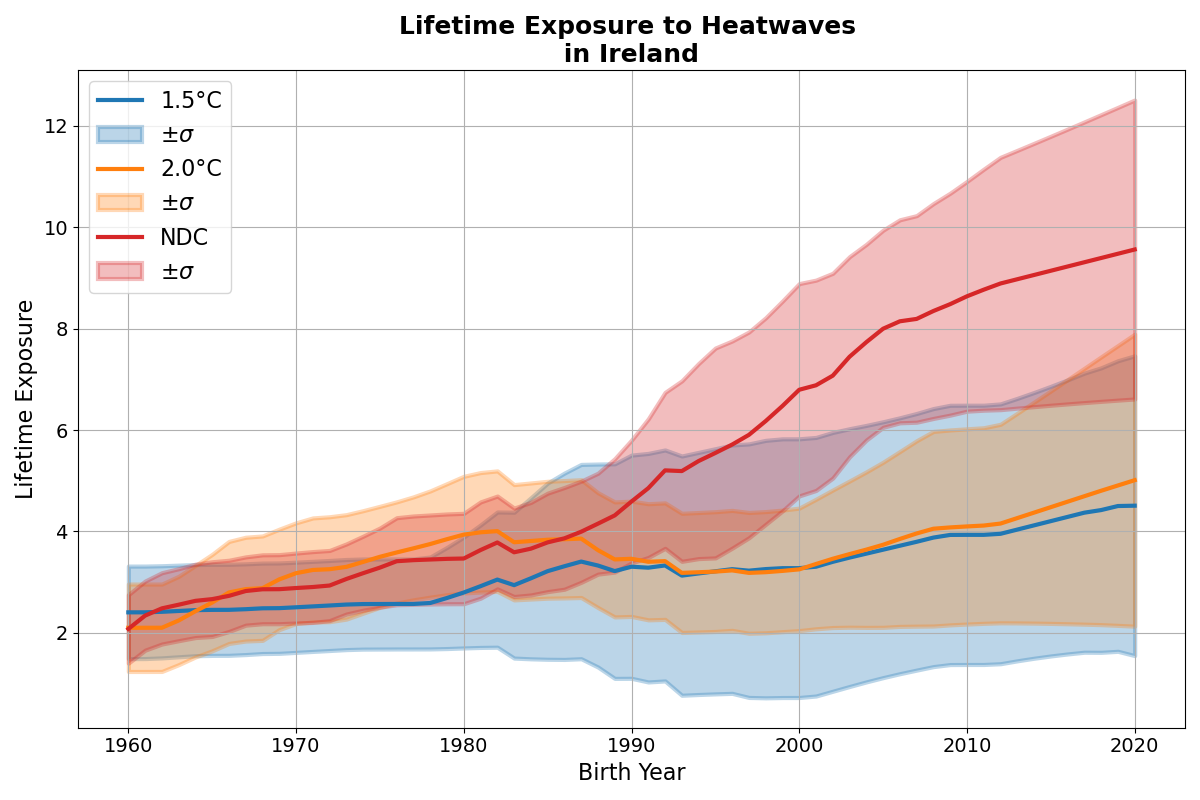 Lifetime Exposure to Heatwaves
in Ireland
1.5°C
±σ
2.0°C
±σ
NDC
±σ
Lifetime Exposure
12
10
8
6
4
2
1960 1970 1980 1990 2000 2010 2020
Birth Year